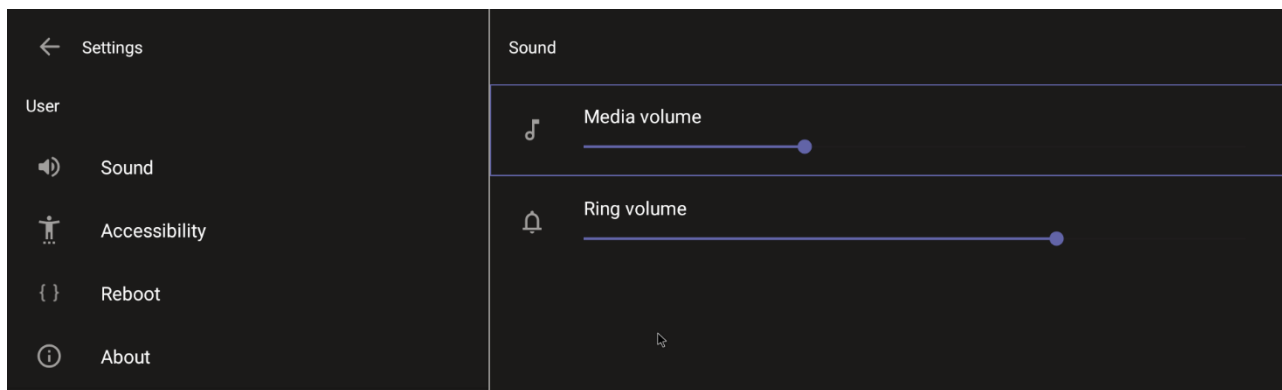 Settings
User
Sound
Accessibility
Reboot
About
Sound
Media volume
Ring volume